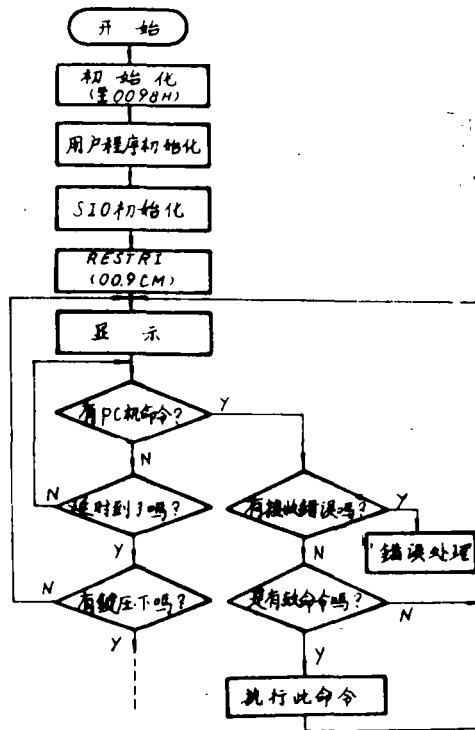 开始
初始化
(至0098H)
用户程序初始化
SIO初始化
RESTRI
(00.9CM)
显示
有PC机命令?
Y
N
延时到了吗?
N
Y
有接收错误吗?
Y
N
错误处理
有键压下吗?
N
Y
是有效命令吗?
N
Y
执行此命令